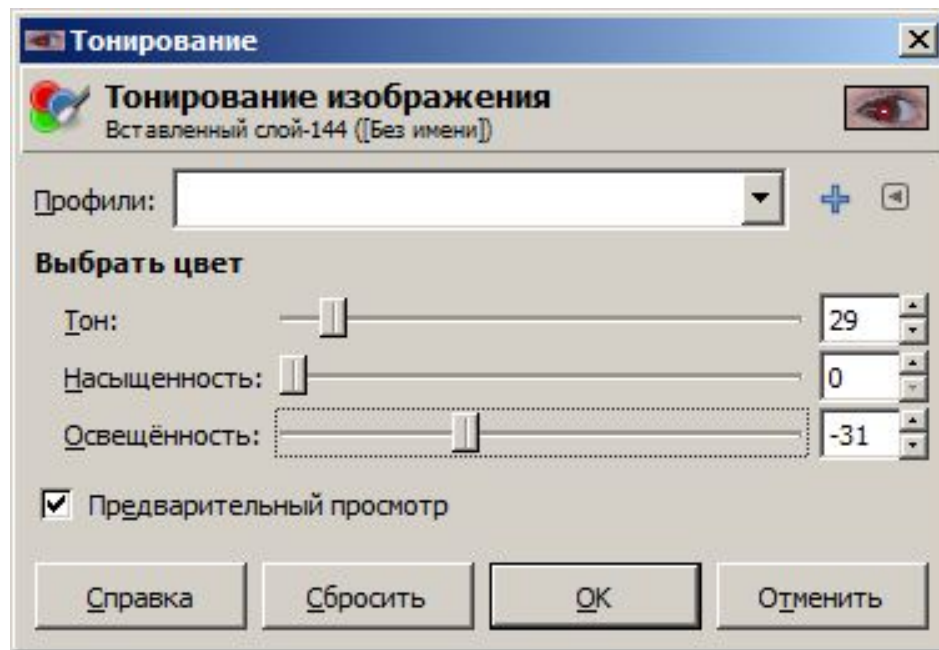 Тонирование
Тонирование изображения
Вставленный слой-144 ([Без имени])
Профили:
Выбрать цвет
Тон: 29
Насыщенность: 0
Освещённость: -31
Предварительный просмотр
Справка Сбросить OK Отменить